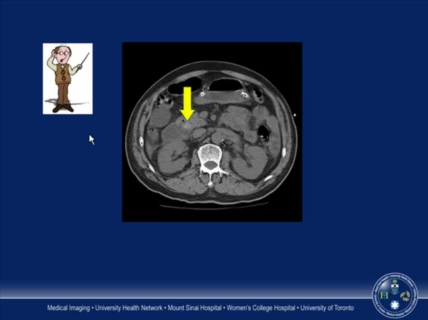 Medical Imaging • University Health Network • Mount Sinai Hospital • Women's College Hospital • University of Toronto